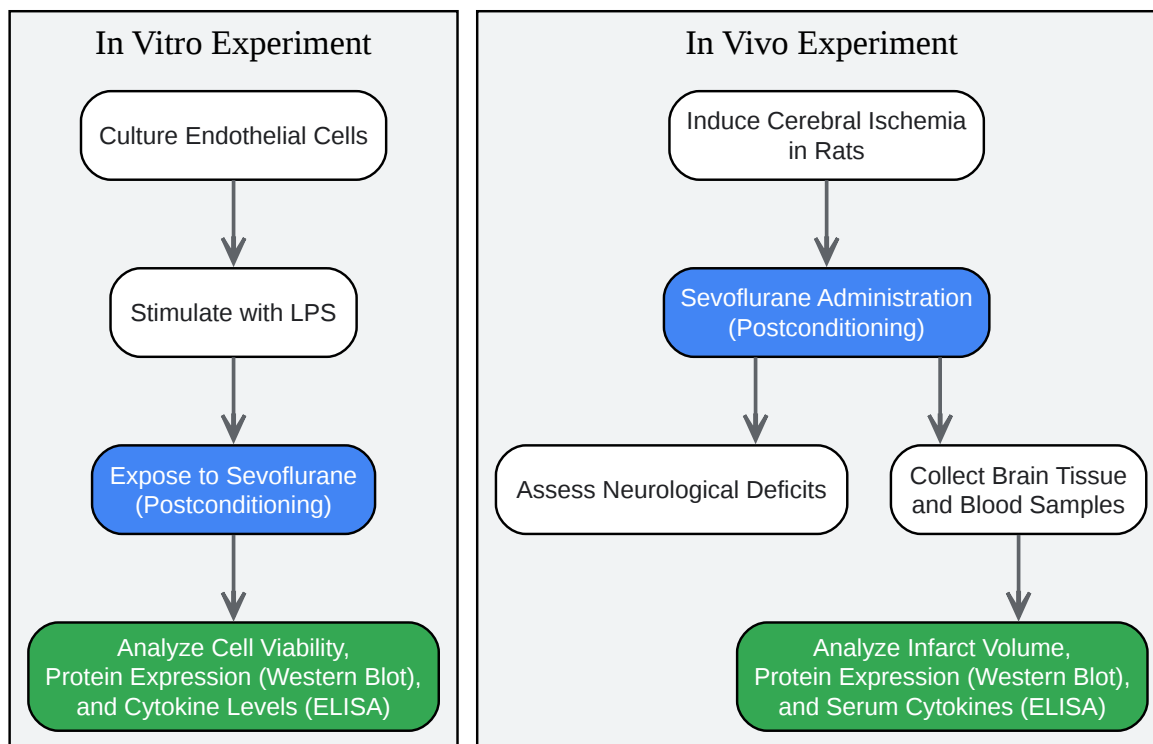 In Vitro Experiment
Culture Endothelial Cells
Stimulate with LPS
Expose to Sevoflurane
(Postconditioning)
Analyze Cell Viability,
Protein Expression (Western Blot),
and Cytokine Levels (ELISA)
In Vivo Experiment
Induce Cerebral Ischemia
in Rats
Sevoflurane Administration
(Postconditioning)
Assess Neurological Deficits
Collect Brain Tissue
and Blood Samples
Analyze Infarct Volume,
Protein Expression (Western Blot),
and Serum Cytokines (ELISA)